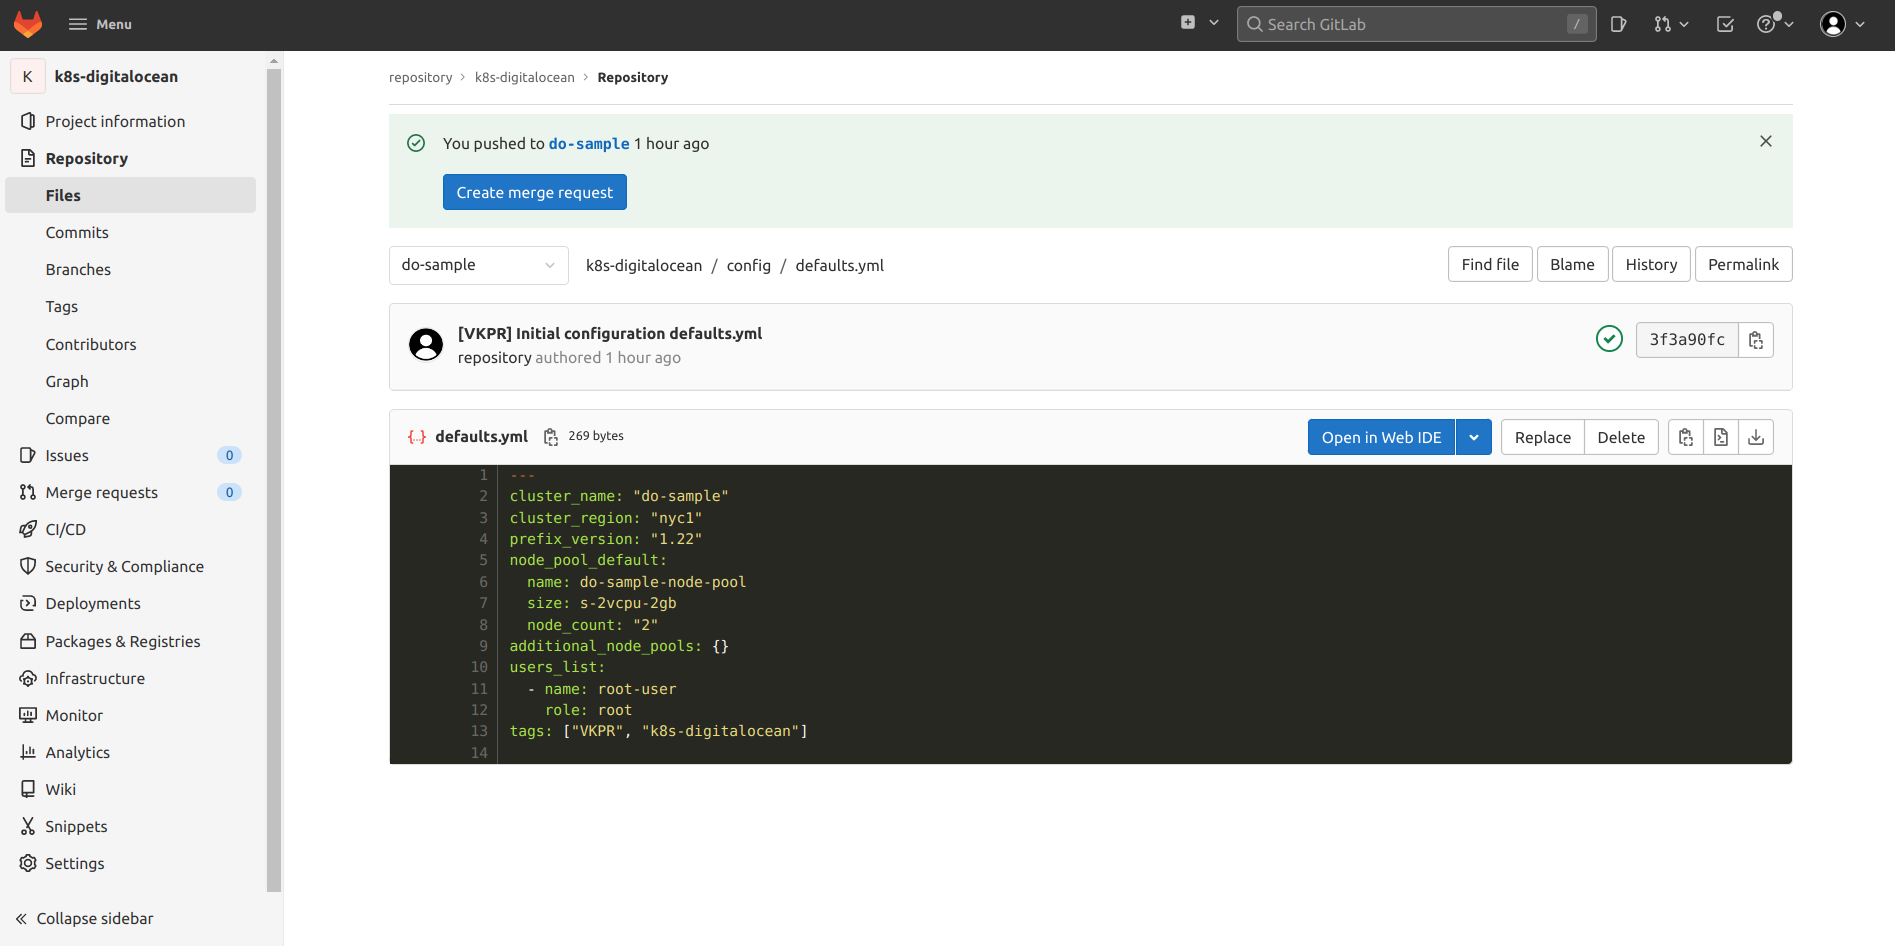 Menu
Search GitLab /
K k8s-digitalocean
Project information
Repository
Files
Commits
Branches
Tags
Contributors
Graph
Compare
Issues 0
Merge requests 0
CI/CD
Security & Compliance
Deployments
Packages & Registries
Infrastructure
Monitor
Analytics
Wiki
Snippets
Settings
Collapse sidebar
repository > k8s-digitalocean > Repository
You pushed to do-sample 1 hour ago
Create merge request
do-sample k8s-digitalocean / config / defaults.yml Find file Blame History Permalink
[VKPR] Initial configuration defaults.yml
repository authored 1 hour ago
3f3a90fc
defaults.yml 269 bytes Open in Web IDE Replace Delete
1 ---
2 cluster_name: "do-sample"
3 cluster_region: "nyc1"
4 prefix_version: "1.22"
5 node_pool_default:
6   name: do-sample-node-pool
7   size: s-2vcpu-2gb
8   node_count: "2"
9 additional_node_pools: {}
10 users_list:
11   - name: root-user
12     role: root
13 tags: ["VKPR", "k8s-digitalocean"]
14